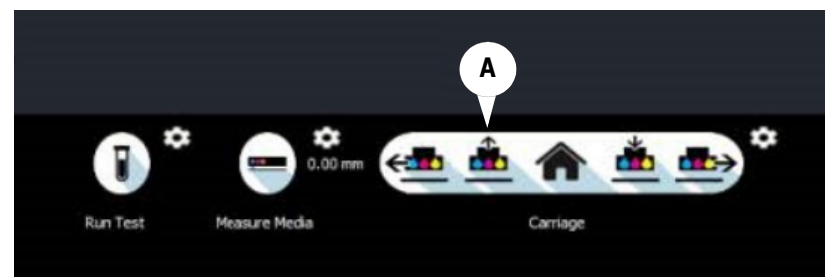 A
0.00 mm
Run Test
Measure Media
Carriage